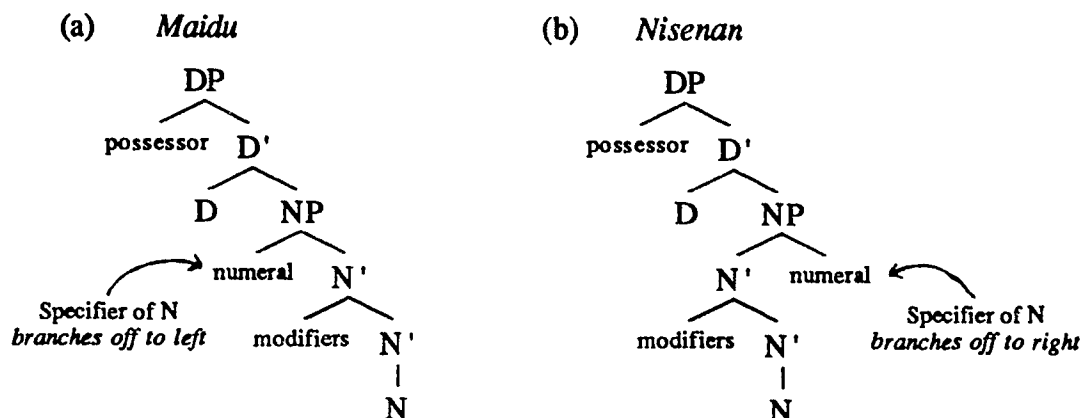 (a) Maidu (b) Nisenan
DP DP
possessor D' possessor D'
D NP D NP
numeral N' N' numeral
Specifier of N modifiers N' modifiers N' Specifier of N
branches off to left branches off to right
N N